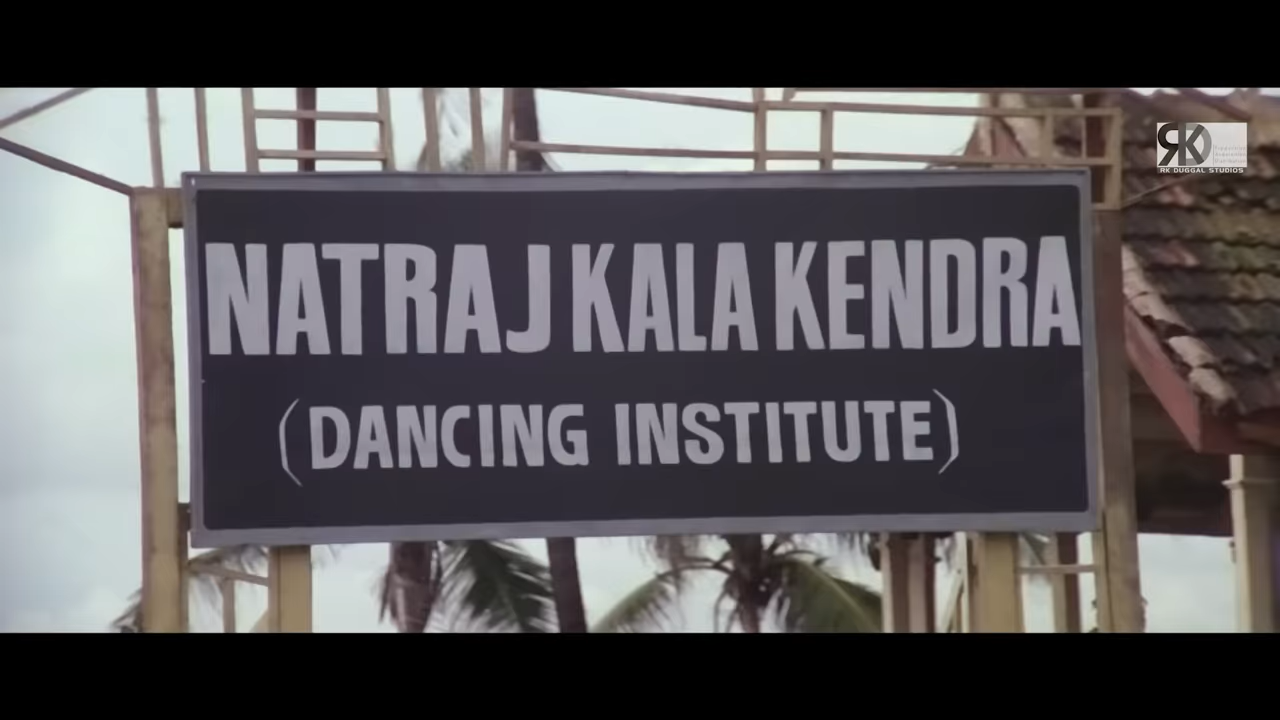 NATRAJ KALA KENDRA
(DANCING INSTITUTE)
RK DUGGAL STUDIOS